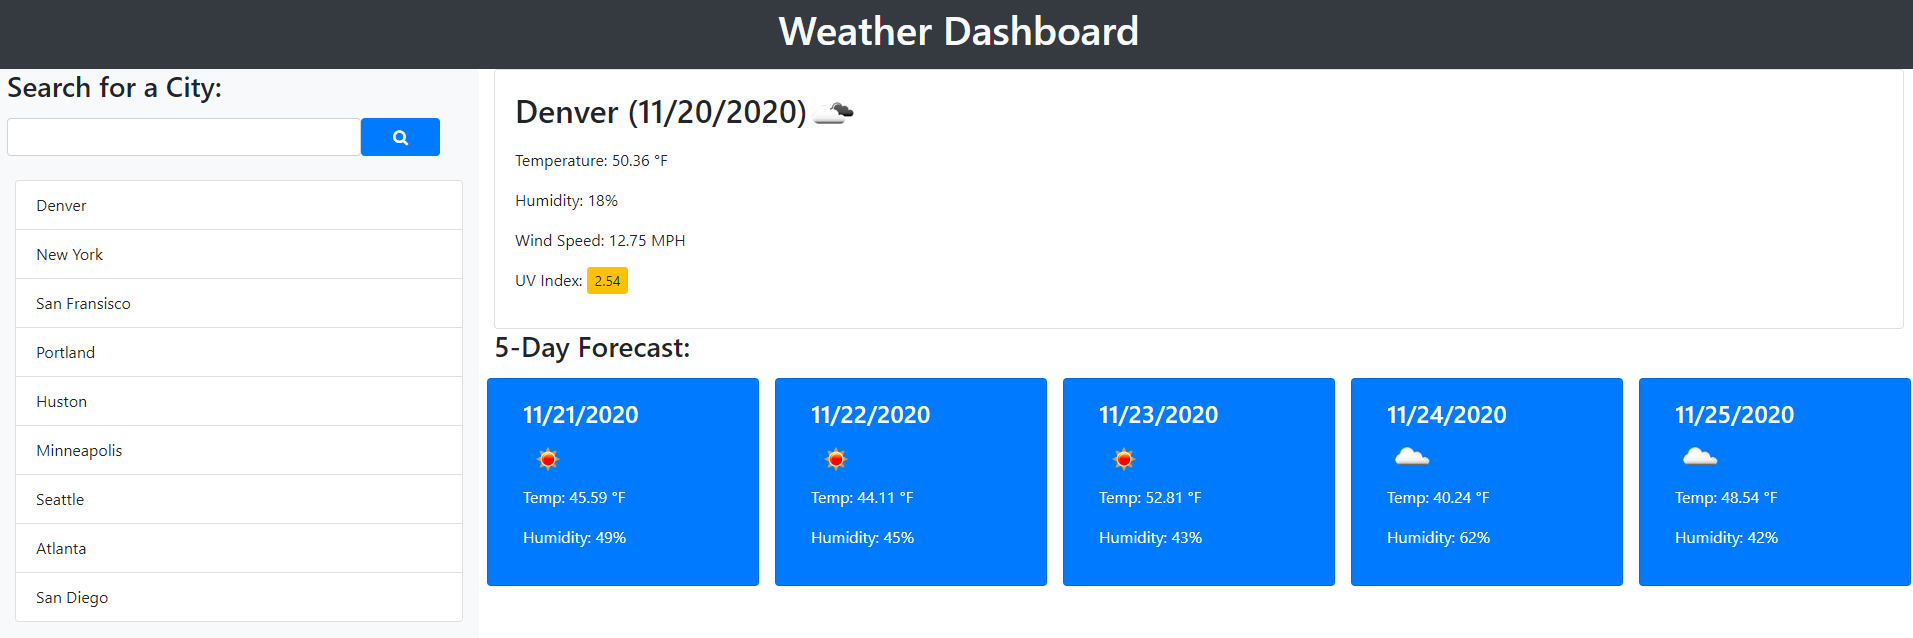 Weather Dashboard
Search for a City:
Denver
New York
San Fransisco
Portland
Huston
Minneapolis
Seattle
Atlanta
San Diego
Denver (11/20/2020)
Temperature: 50.36 °F
Humidity: 18%
Wind Speed: 12.75 MPH
UV Index: 2.54
5-Day Forecast:
11/21/2020
Temp: 45.59 °F
Humidity: 49%
11/22/2020
Temp: 44.11 °F
Humidity: 45%
11/23/2020
Temp: 52.81 °F
Humidity: 43%
11/24/2020
Temp: 40.24 °F
Humidity: 62%
11/25/2020
Temp: 48.54 °F
Humidity: 42%